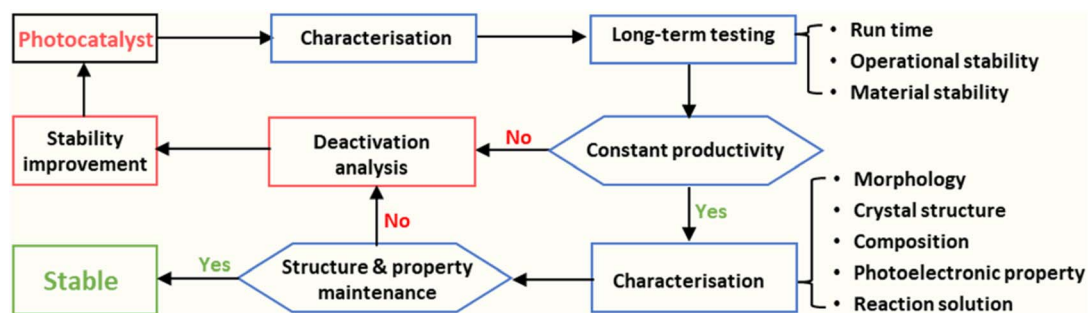 Photocatalyst
Characterisation
Long-term testing
• Run time
• Operational stability
• Material stability
Stability
improvement
Deactivation
analysis
No
Constant productivity
Yes
No
• Morphology
• Crystal structure
• Composition
• Photoelectronic property
• Reaction solution
Stable
Yes
Structure & property
maintenance
Characterisation